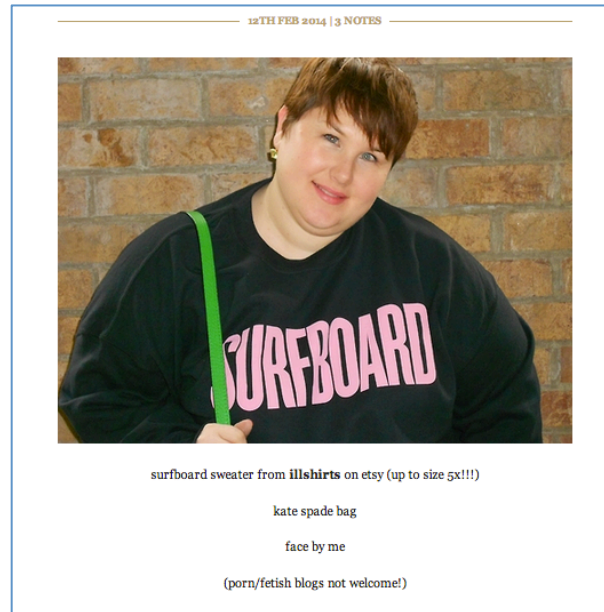 12TH FEB 2014 | 3 NOTES
SURFBOARD
surfboard sweater from illshirts on etsy (up to size 5x!!!)
kate spade bag
face by me
(porn/fetish blogs not welcome!)